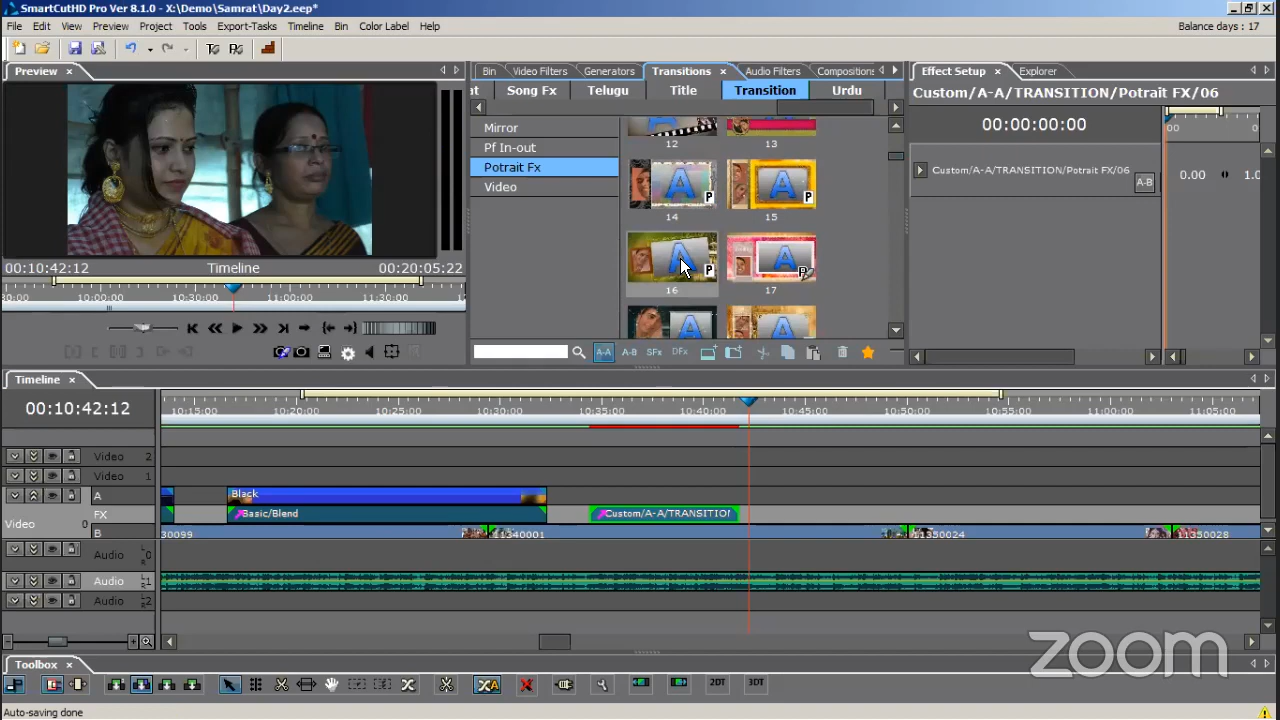 SmartCutHD Pro Ver 8.1.0 - X:\Demo\Samrat\Day2.eep*
File Edit View Preview Project Tools Export-Tasks Timeline Bin Color Label Help
Balance days : 17
Preview
Bin Video Filters Generators Transitions Audio Filters Compositions
Effect Setup Explorer
Song Fx Telugu Title Transition Urdu
Custom/A-A/TRANSITION/Potrait FX/06
00:00:00:00
Mirror
Pf In-out
Potrait Fx
Video
12 13
14 15
16 17
Custom/A-A/TRANSITION/Potrait FX/06
A-B
0.00
00:10:42:12 Timeline 00:20:05:22
10:00:00 10:30:00 11:00:00 11:30:00
A-A A-B SFx DFx
Timeline
00:10:42:12
10:15:00 10:20:00 10:25:00 10:30:00 10:35:00 10:40:00 10:45:00 10:50:00 10:55:00 11:00:00 11:05:00
Video 2
Video 1
A Black
FX Basic/Blend Custom/A-A/TRANSITION
Video 0
B 30099 11340001 11350024 11350028
Audio 0
Audio 1
Audio 2
zoom
Toolbox
2DT 3DT
Auto-saving done